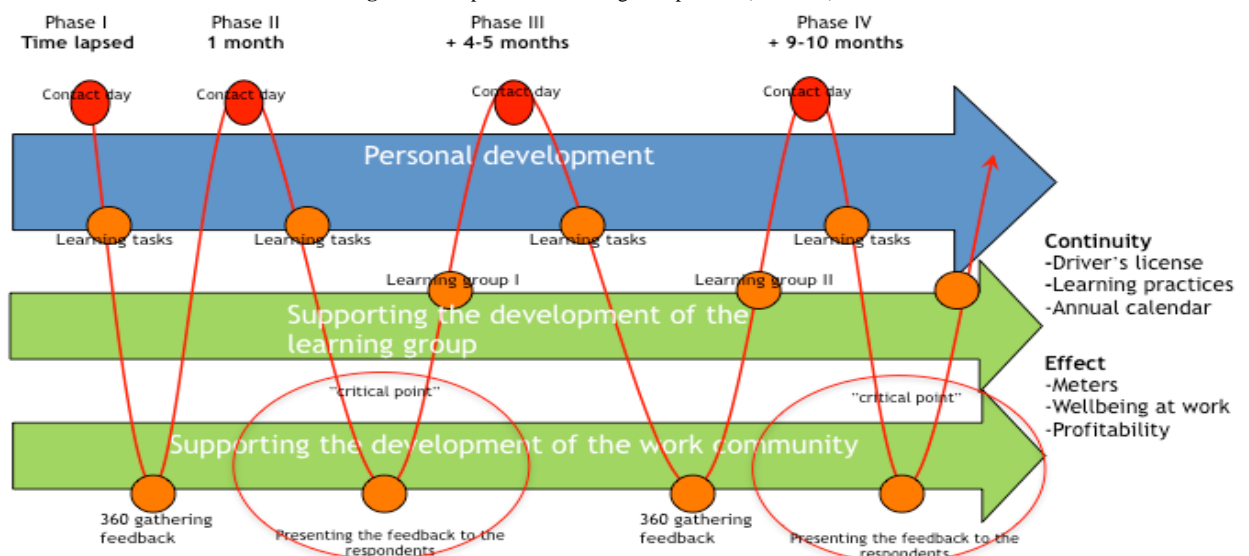 Phase I
Time lapsed
Phase II
1 month
Phase III
+ 4-5 months
Phase IV
+ 9-10 months
Contact day
Contact day
Contact day
Contact day
Personal development
Learning tasks
Learning tasks
Learning tasks
Learning tasks
Learning group I
Learning group II
Supporting the development of the
learning group
"critical point"
"critical point"
Supporting the development of the work community
360 gathering
feedback
Presenting the feedback to the
respondents
360 gathering
feedback
Presenting the feedback to the
respondents
Continuity
-Driver's license
-Learning practices
-Annual calendar
Effect
-Meters
-Wellbeing at work
-Profitability